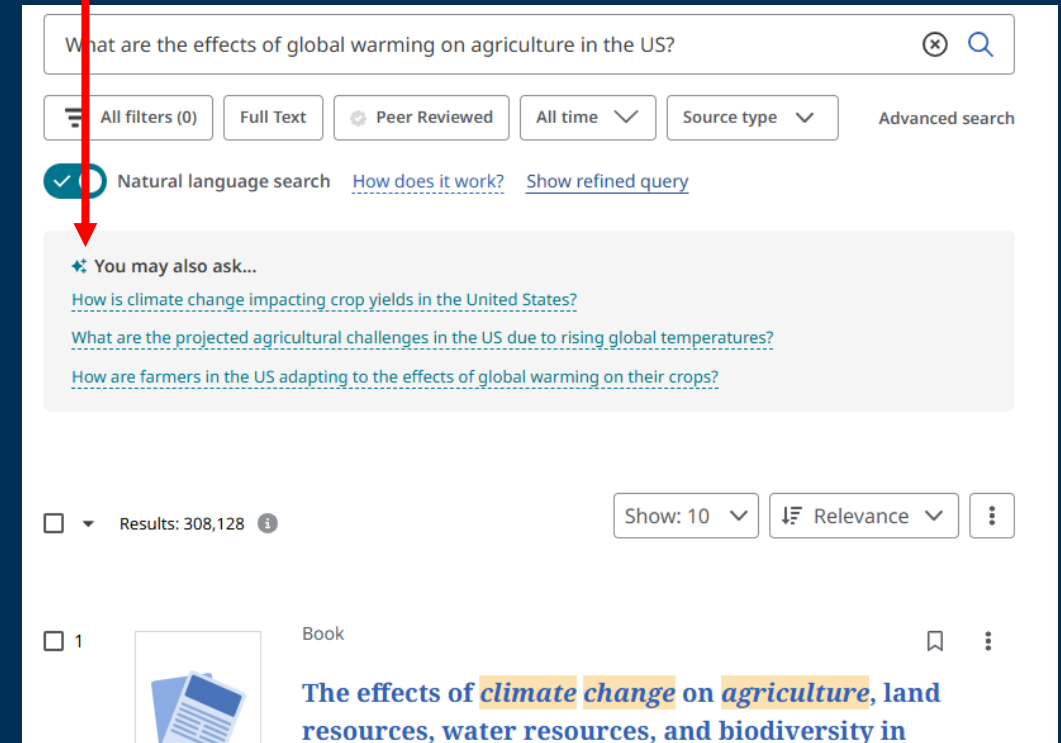 What are the effects of global warming on agriculture in the US?
All filters (0) Full Text Peer Reviewed All time Source type Advanced search
Natural language search How does it work? Show refined query
You may also ask...
How is climate change impacting crop yields in the United States?
What are the projected agricultural challenges in the US due to rising global temperatures?
How are farmers in the US adapting to the effects of global warming on their crops?
Results: 308,128 Show: 10 Relevance
1 Book
The effects of climate change on agriculture, land
resources, water resources, and biodiversity in